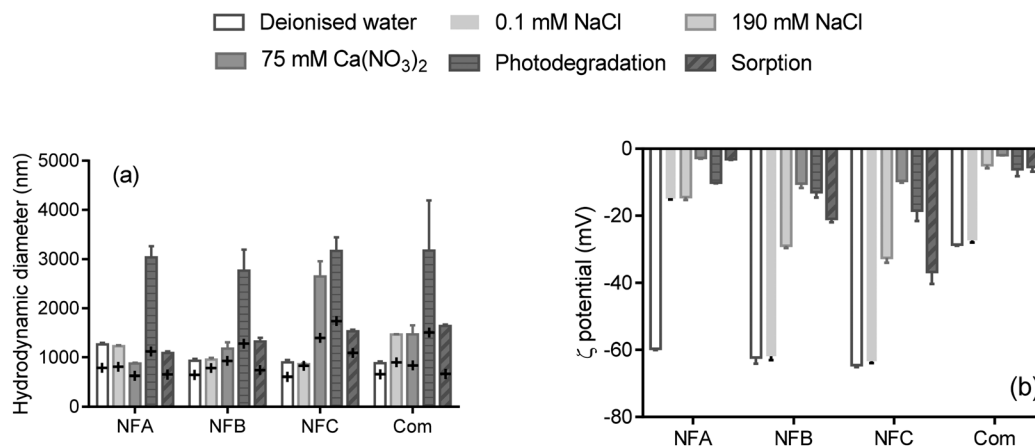 Deionised water 0.1 mM NaCl 190 mM NaCl
75 mM Ca(NO₃)₂ Photodegradation Sorption
(a)
Hydrodynamic diameter (nm)
5000
4000
3000
2000
1000
0
NFA NFB NFC Com
(b)
ζ potential (mV)
0
-20
-40
-60
-80
NFA NFB NFC Com